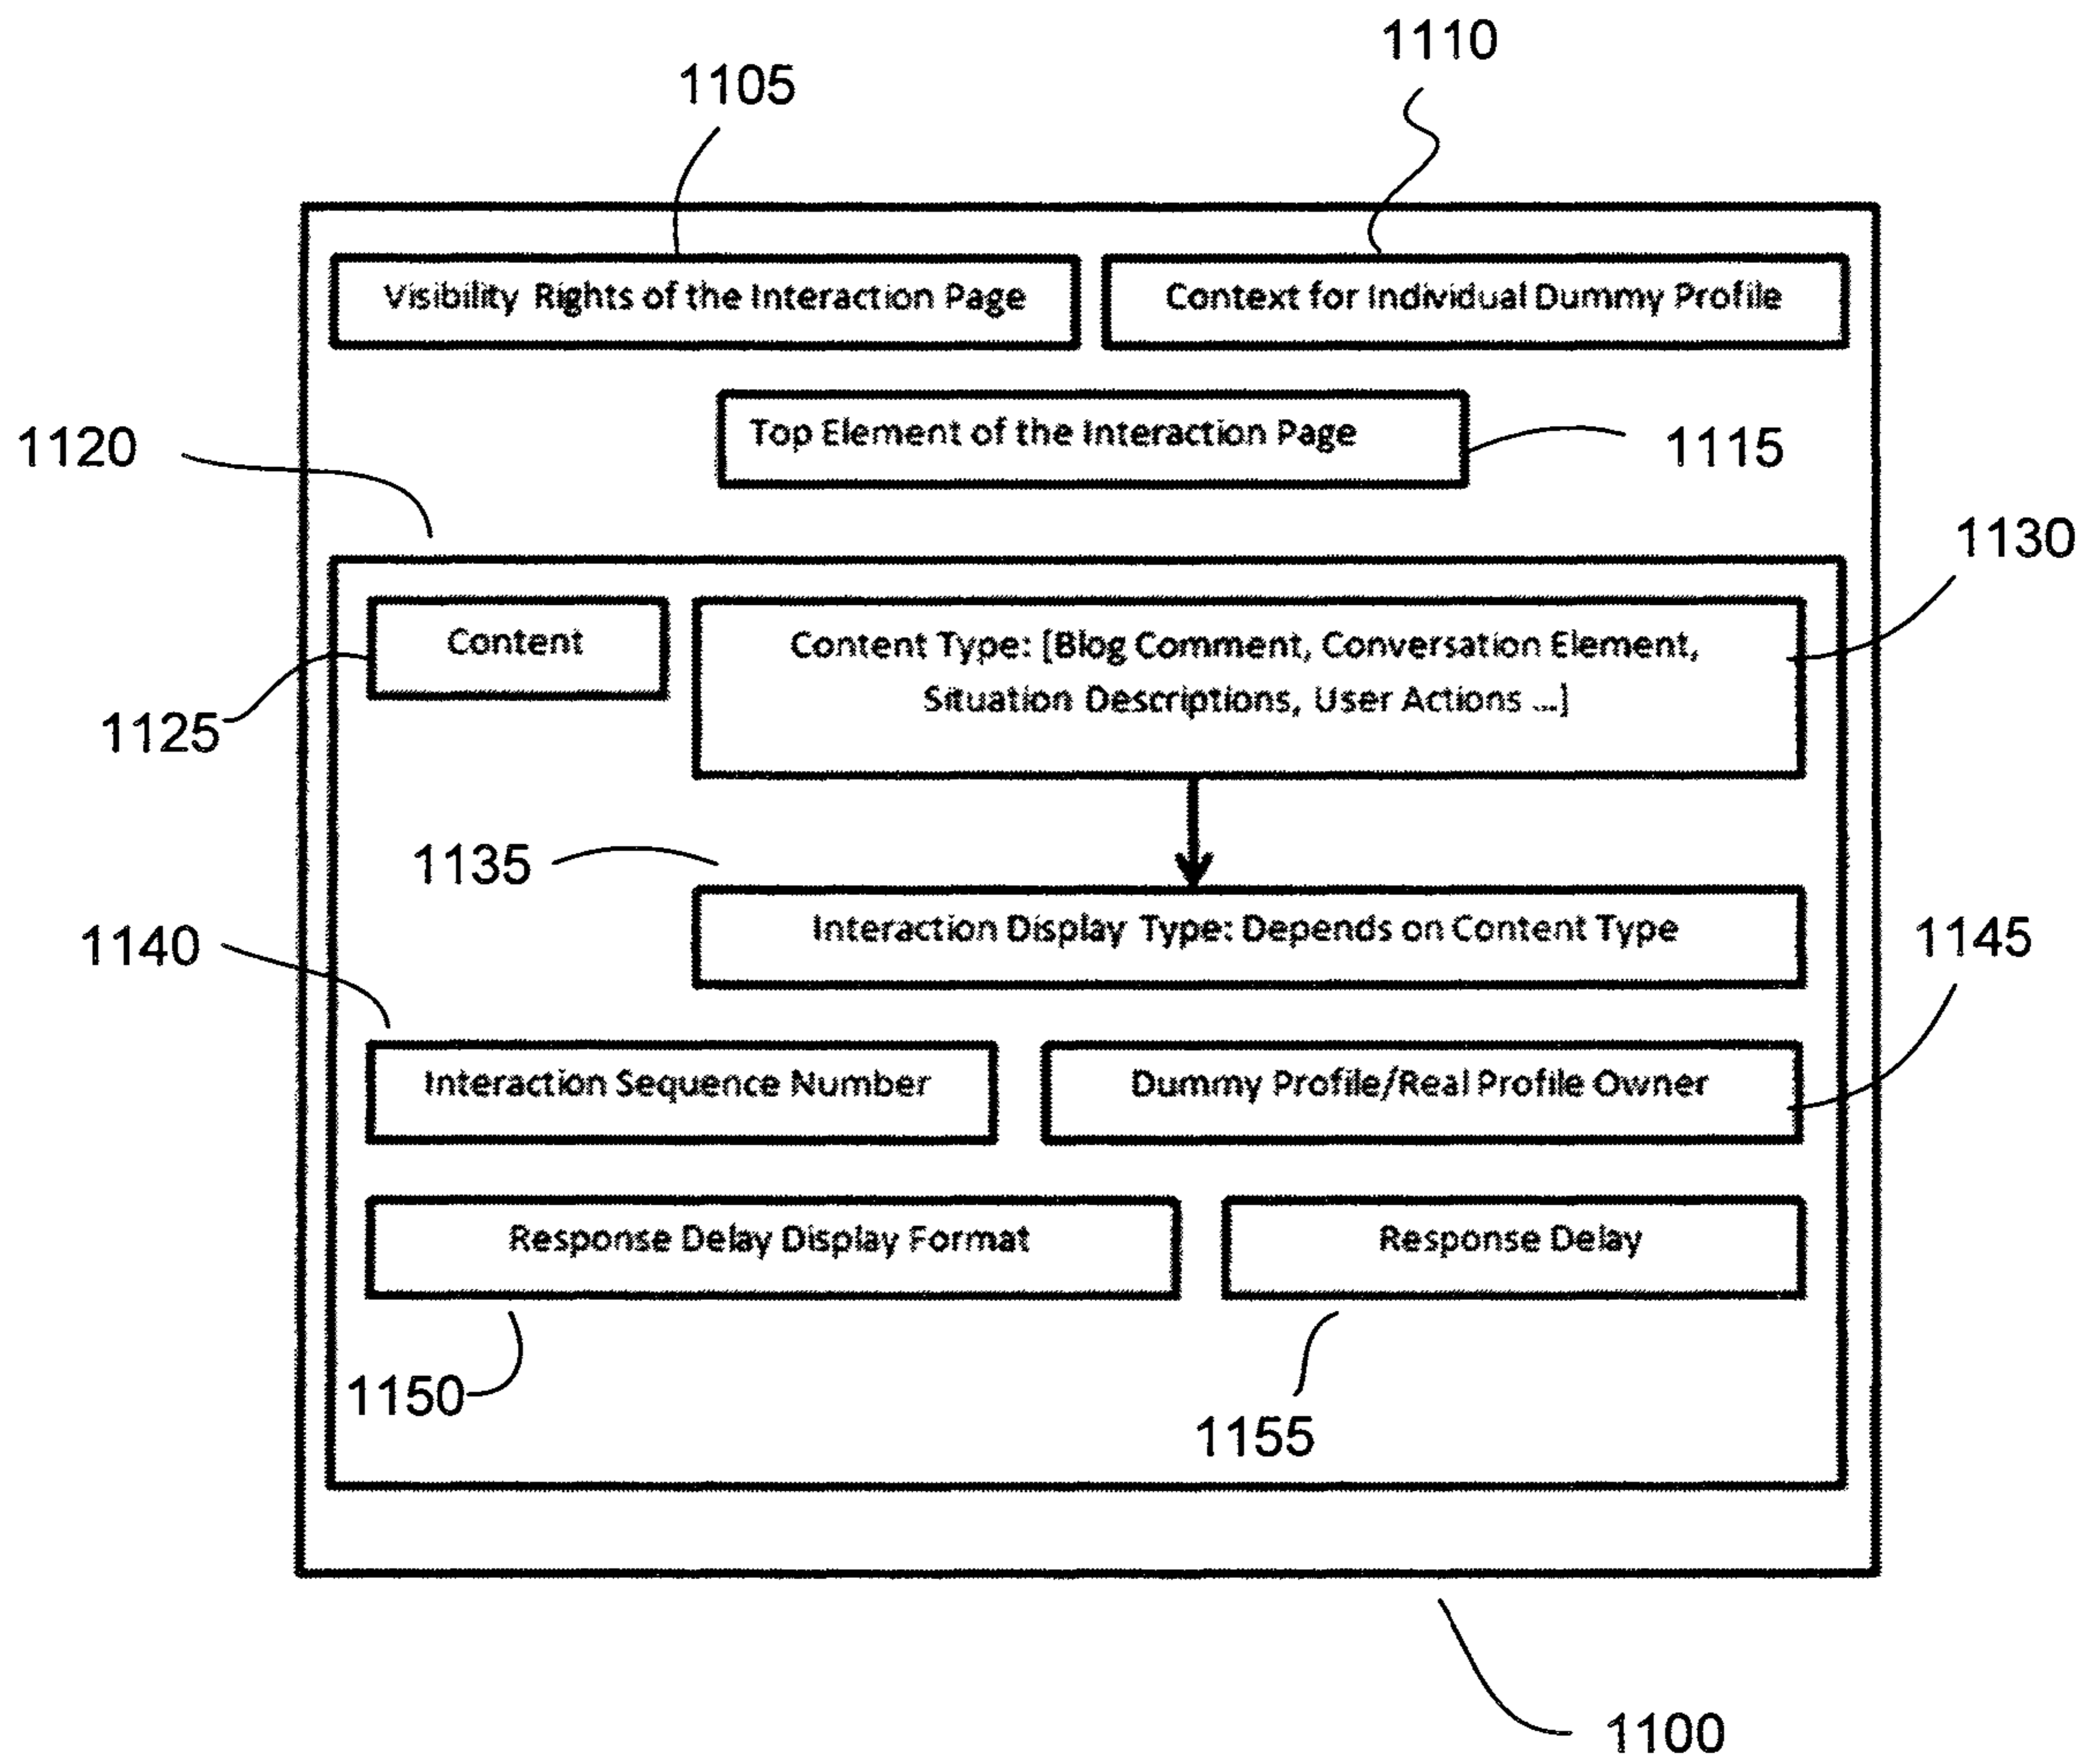 1110
1105
Visibility Rights of the Interaction Page
Context for Individual Dummy Profile
1120
Top Element of the Interaction Page
1115
1130
Content
Content Type: [Blog Comment, Conversation Element,
Situation Descriptions, User Actions ...]
1125
1135
Interaction Display Type: Depends on Content Type
1140
1145
Interaction Sequence Number
Dummy Profile/Real Profile Owner
Response Delay Display Format
Response Delay
1150
1155
1100